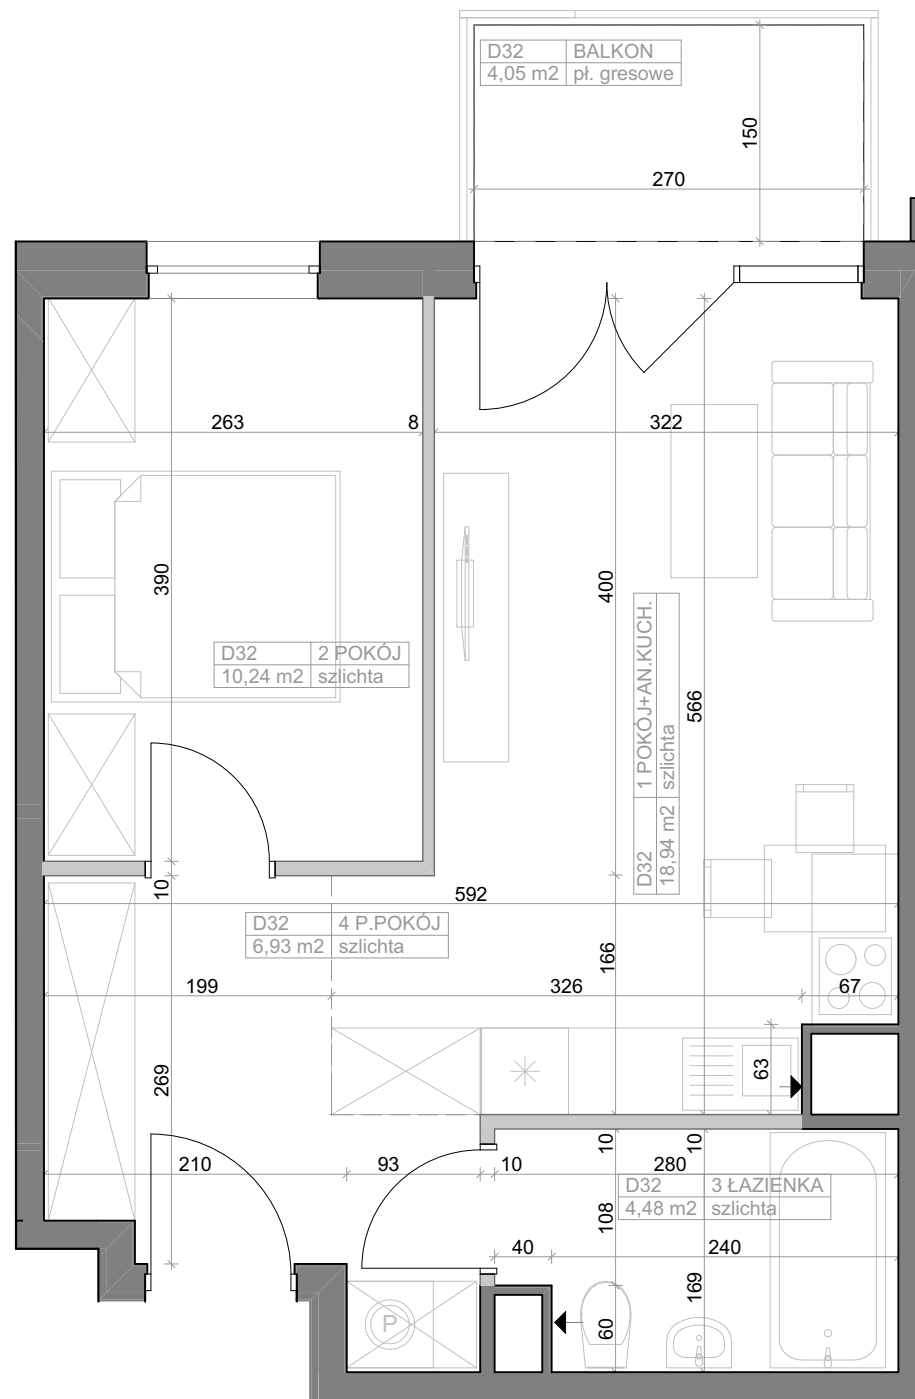 D32 BALKON
4,05 m2 pł. gresowe
150
270
263
8
322
390
400
566
D32 2 POKÓJ
10,24 m2 szlichta
D32 1 POKÓJ+AN.KUCH.
18,94 m2 szlichta
10
592
D32 4 P.POKÓJ
6,93 m2 szlichta
166
199
326
67
269
63
10
10
210
93
10
280
D32 3 ŁAZIENKA
4,48 m2 szlichta
108
40
240
169
60
P